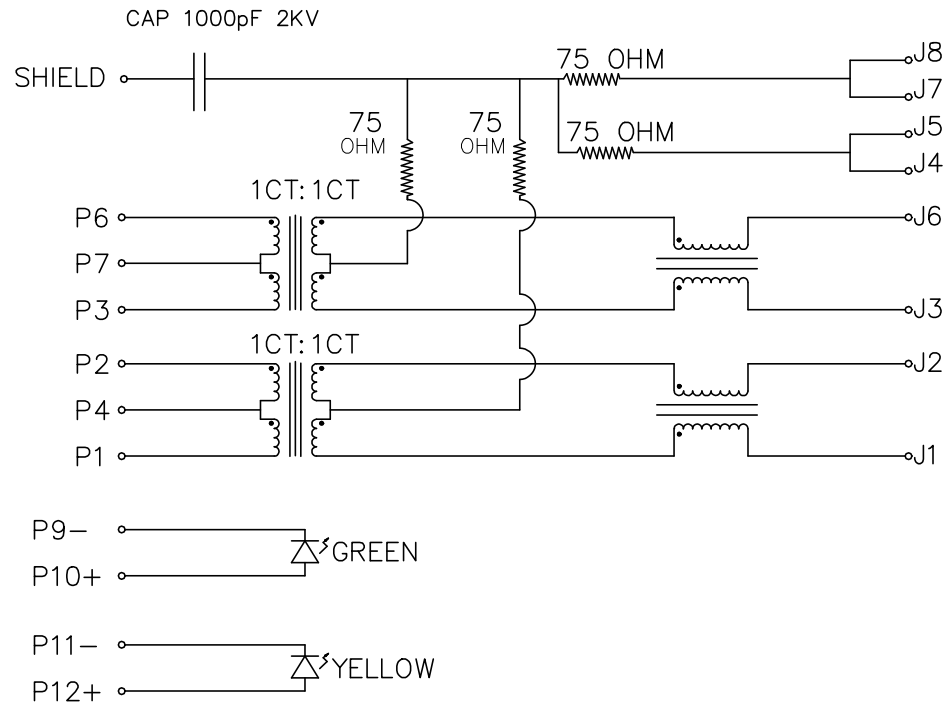 CAP 1000pF 2KV
SHIELD
75 OHM
J8
J7
75
OHM
75
OHM
75 OHM
J5
J4
1CT:1CT
P6
J6
P7
P3
J3
1CT:1CT
P2
J2
P4
P1
J1
P9−
GREEN
P10+
P11−
YELLOW
P12+